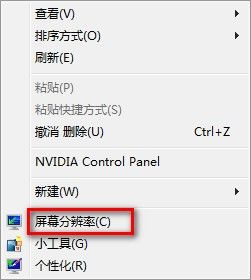 查看(V)
排序方式(O)
刷新(E)
粘贴(P)
粘贴快捷方式(S)
撤消 删除(U) Ctrl+Z
NVIDIA Control Panel
新建(W)
屏幕分辨率(C)
小工具(G)
个性化(R)